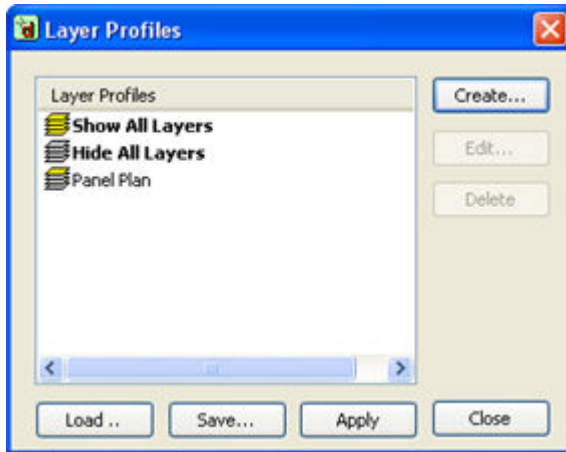 Layer Profiles
Layer Profiles
Create...
Show All Layers
Hide All Layers
Edit...
Panel Plan
Delete
Load ..
Save...
Apply
Close